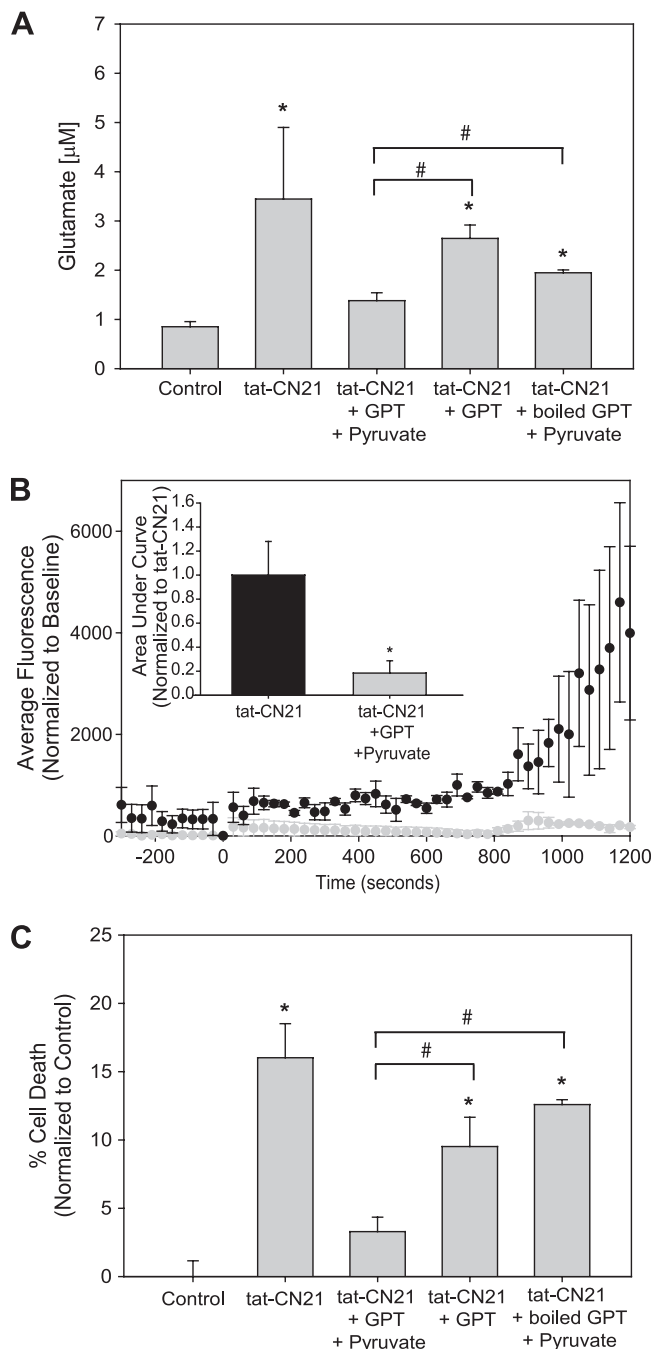 A
Glutamate [µM]
7
6
5
4
3
2
1
0
*
#
#
*
*
Control
tat-CN21
tat-CN21
+ GPT
+ Pyruvate
tat-CN21
+ GPT
tat-CN21
+ boiled GPT
+ Pyruvate
B
Average Fluorescence
(Normalized to Baseline)
6000
4000
2000
0
Area Under Curve
(Normalized to tat-CN21)
1.6
1.4
1.2
1.0
0.8
0.6
0.4
0.2
0.0
*
tat-CN21
tat-CN21
+GPT
+Pyruvate
-200
0
200
400
600
800
1000
1200
Time (seconds)
C
% Cell Death
(Normalized to Control)
25
20
15
10
5
0
*
#
#
*
*
Control
tat-CN21
tat-CN21
+ GPT
+ Pyruvate
tat-CN21
+ GPT
tat-CN21
+ boiled GPT
+ Pyruvate